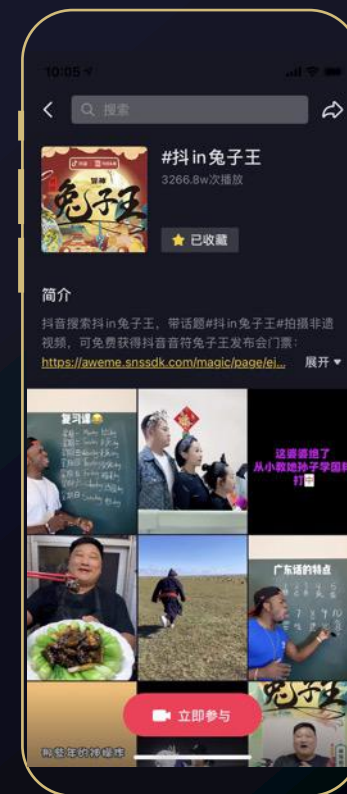 10:05
搜索
#抖in兔子王
3266.8w次播放
兔子王
已收藏
简介
抖音搜索抖in兔子王，带话题#抖in兔子王#拍摄非遗
视频，可免费获得抖音音符兔子王发布会门票：
https://aweme.snssdk.com/magic/page/ej...
展开
复习课
这婆婆绝了
从小教她孙子学国粹
打🀄
广东话的特点
兔子王
立即参与